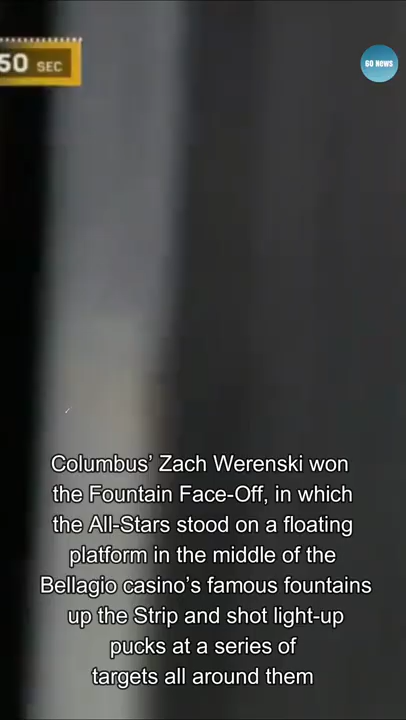 50 SEC
60 News
Columbus' Zach Werenski won
the Fountain Face-Off, in which
the All-Stars stood on a floating
platform in the middle of the
Bellagio casino's famous fountains
up the Strip and shot light-up
pucks at a series of
targets all around them